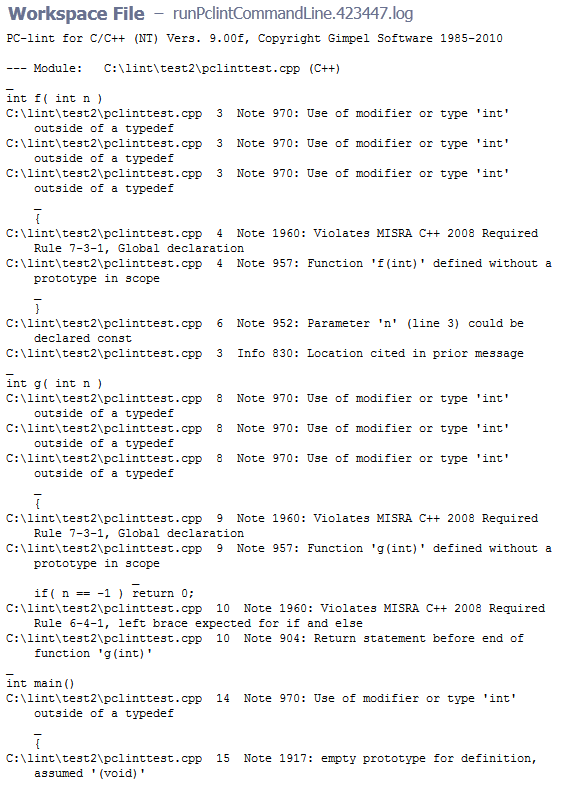 Workspace File – runPclintCommandLine.423447.log
PC-lint for C/C++ (NT) Vers. 9.00f, Copyright Gimpel Software 1985-2010
--- Module:   C:\lint\test2\pclinttest.cpp (C++)
_
int f( int n )
C:\lint\test2\pclinttest.cpp  3  Note 970: Use of modifier or type 'int'
    outside of a typedef
C:\lint\test2\pclinttest.cpp  3  Note 970: Use of modifier or type 'int'
    outside of a typedef
C:\lint\test2\pclinttest.cpp  3  Note 970: Use of modifier or type 'int'
    outside of a typedef
    _
    {
C:\lint\test2\pclinttest.cpp  4  Note 1960: Violates MISRA C++ 2008 Required
    Rule 7-3-1, Global declaration
C:\lint\test2\pclinttest.cpp  4  Note 957: Function 'f(int)' defined without a
    prototype in scope
    _
    }
C:\lint\test2\pclinttest.cpp  6  Note 952: Parameter 'n' (line 3) could be
    declared const
C:\lint\test2\pclinttest.cpp  3  Info 830: Location cited in prior message
_
int g( int n )
C:\lint\test2\pclinttest.cpp  8  Note 970: Use of modifier or type 'int'
    outside of a typedef
C:\lint\test2\pclinttest.cpp  8  Note 970: Use of modifier or type 'int'
    outside of a typedef
C:\lint\test2\pclinttest.cpp  8  Note 970: Use of modifier or type 'int'
    outside of a typedef
    _
    {
C:\lint\test2\pclinttest.cpp  9  Note 1960: Violates MISRA C++ 2008 Required
    Rule 7-3-1, Global declaration
C:\lint\test2\pclinttest.cpp  9  Note 957: Function 'g(int)' defined without a
    prototype in scope
                  _
    if( n == -1 ) return 0;
C:\lint\test2\pclinttest.cpp  10  Note 1960: Violates MISRA C++ 2008 Required
    Rule 6-4-1, left brace expected for if and else
C:\lint\test2\pclinttest.cpp  10  Note 904: Return statement before end of
    function 'g(int)'
_
int main()
C:\lint\test2\pclinttest.cpp  14  Note 970: Use of modifier or type 'int'
    outside of a typedef
    _
    {
C:\lint\test2\pclinttest.cpp  15  Note 1917: empty prototype for definition,
    assumed '(void)'